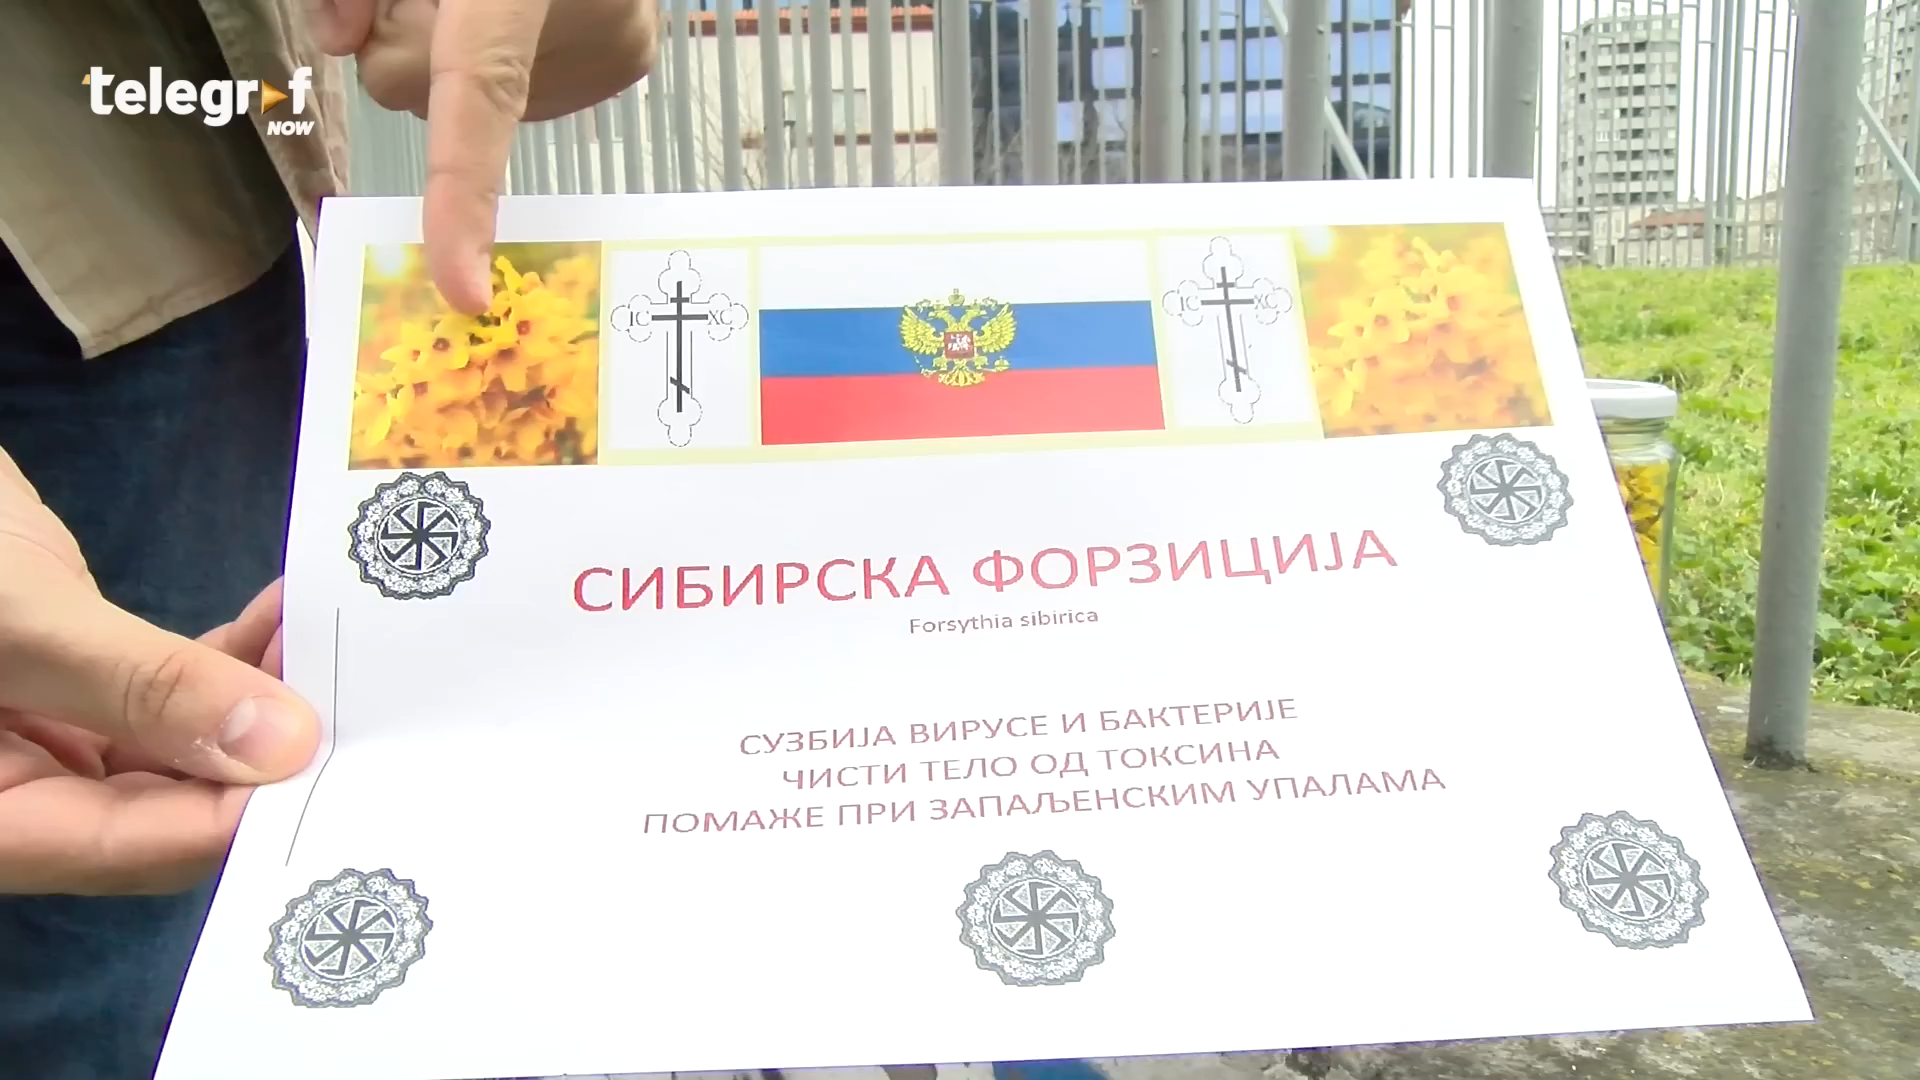 telegraf
NOW
IC XC
IC XC
СИБИРСКА ФОРЗИЦИЈА
Forsythia sibirica
СУЗБИЈА ВИРУСЕ И БАКТЕРИЈЕ
ЧИСТИ ТЕЛО ОД ТОКСИНА
ПОМАЖЕ ПРИ ЗАПАЉЕНСКИМ УПАЛАМА